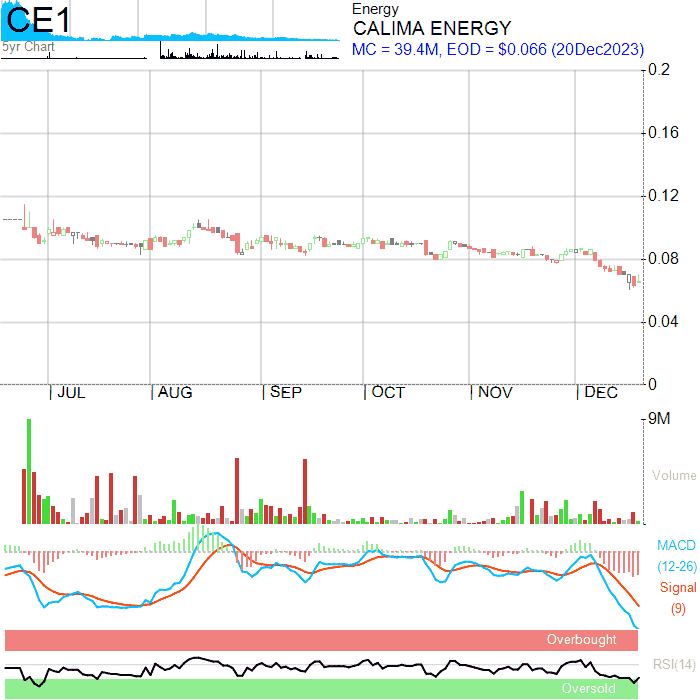 CE1
5yr Chart
Energy
CALIMA ENERGY
MC = 39.4M, EOD = $0.066 (20Dec2023)
0.2
0.16
0.12
0.08
0.04
0
JUL AUG SEP OCT NOV DEC
9M
Volume
MACD
(12-26)
Signal
(9)
Overbought
RSI(14)
Oversold